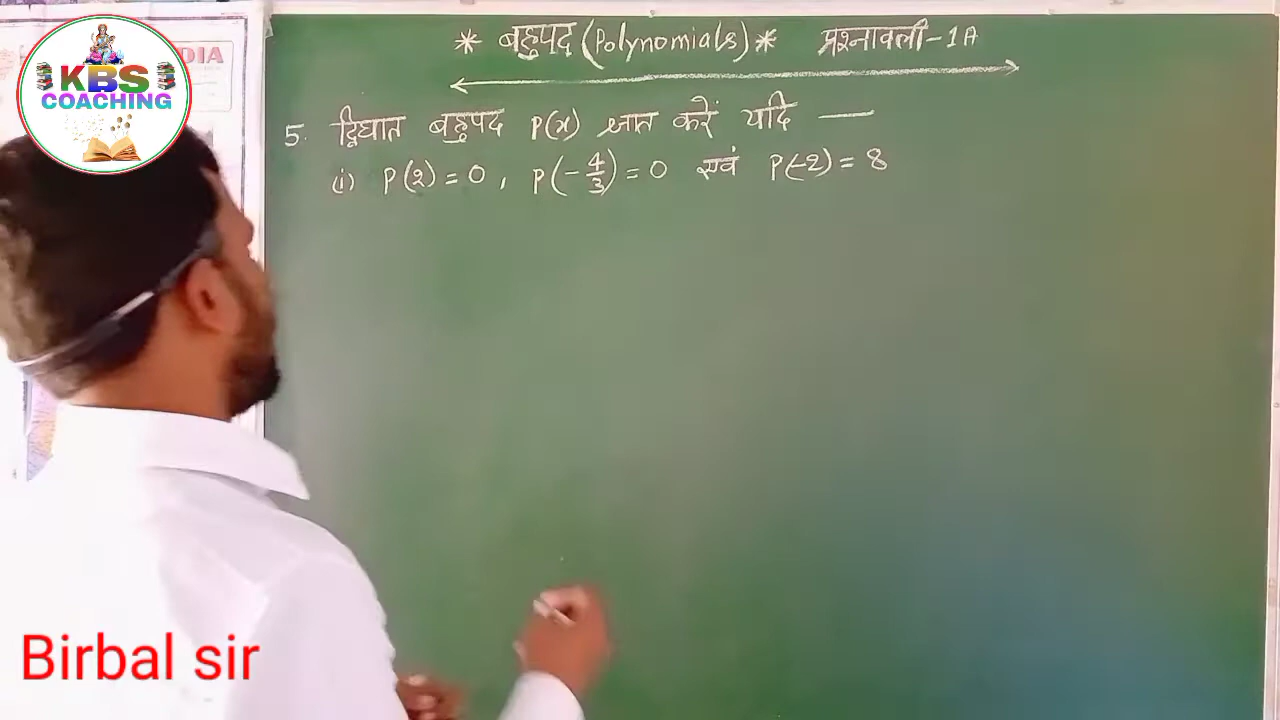 KBS
COACHING
DIA
* बहुपद (Polynomials) * प्रश्नावली-1A
5. द्विघात बहुपद P(x) ज्ञात करें यदि —
(i) P(2) = 0, P(-4/3) = 0 एवं P(-2) = 8
Birbal sir